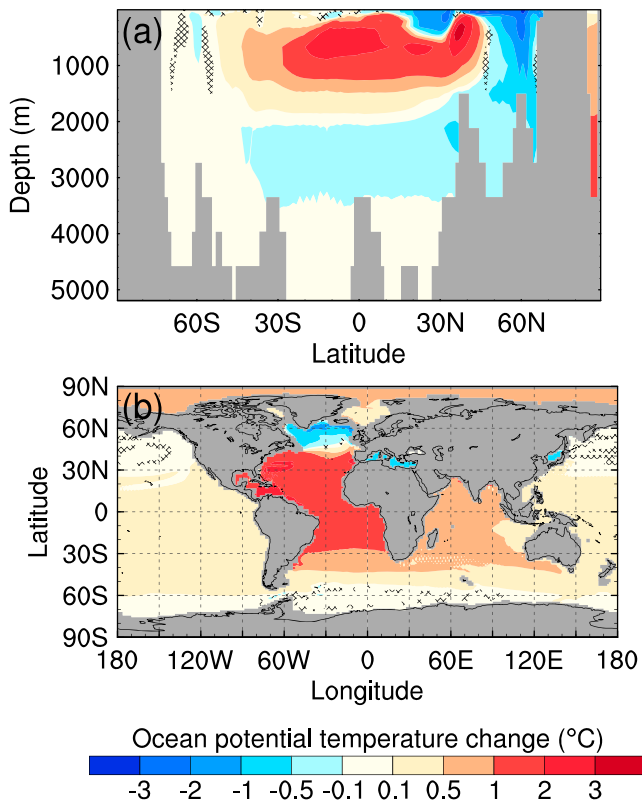 (a)
1000
2000
3000
4000
5000
Depth (m)
60S 30S 0 30N 60N
Latitude
(b)
90N
60N
30N
0
30S
60S
90S
Latitude
180 120W 60W 0 60E 120E 180
Longitude
Ocean potential temperature change (°C)
-3 -2 -1 -0.5 -0.1 0.1 0.5 1 2 3